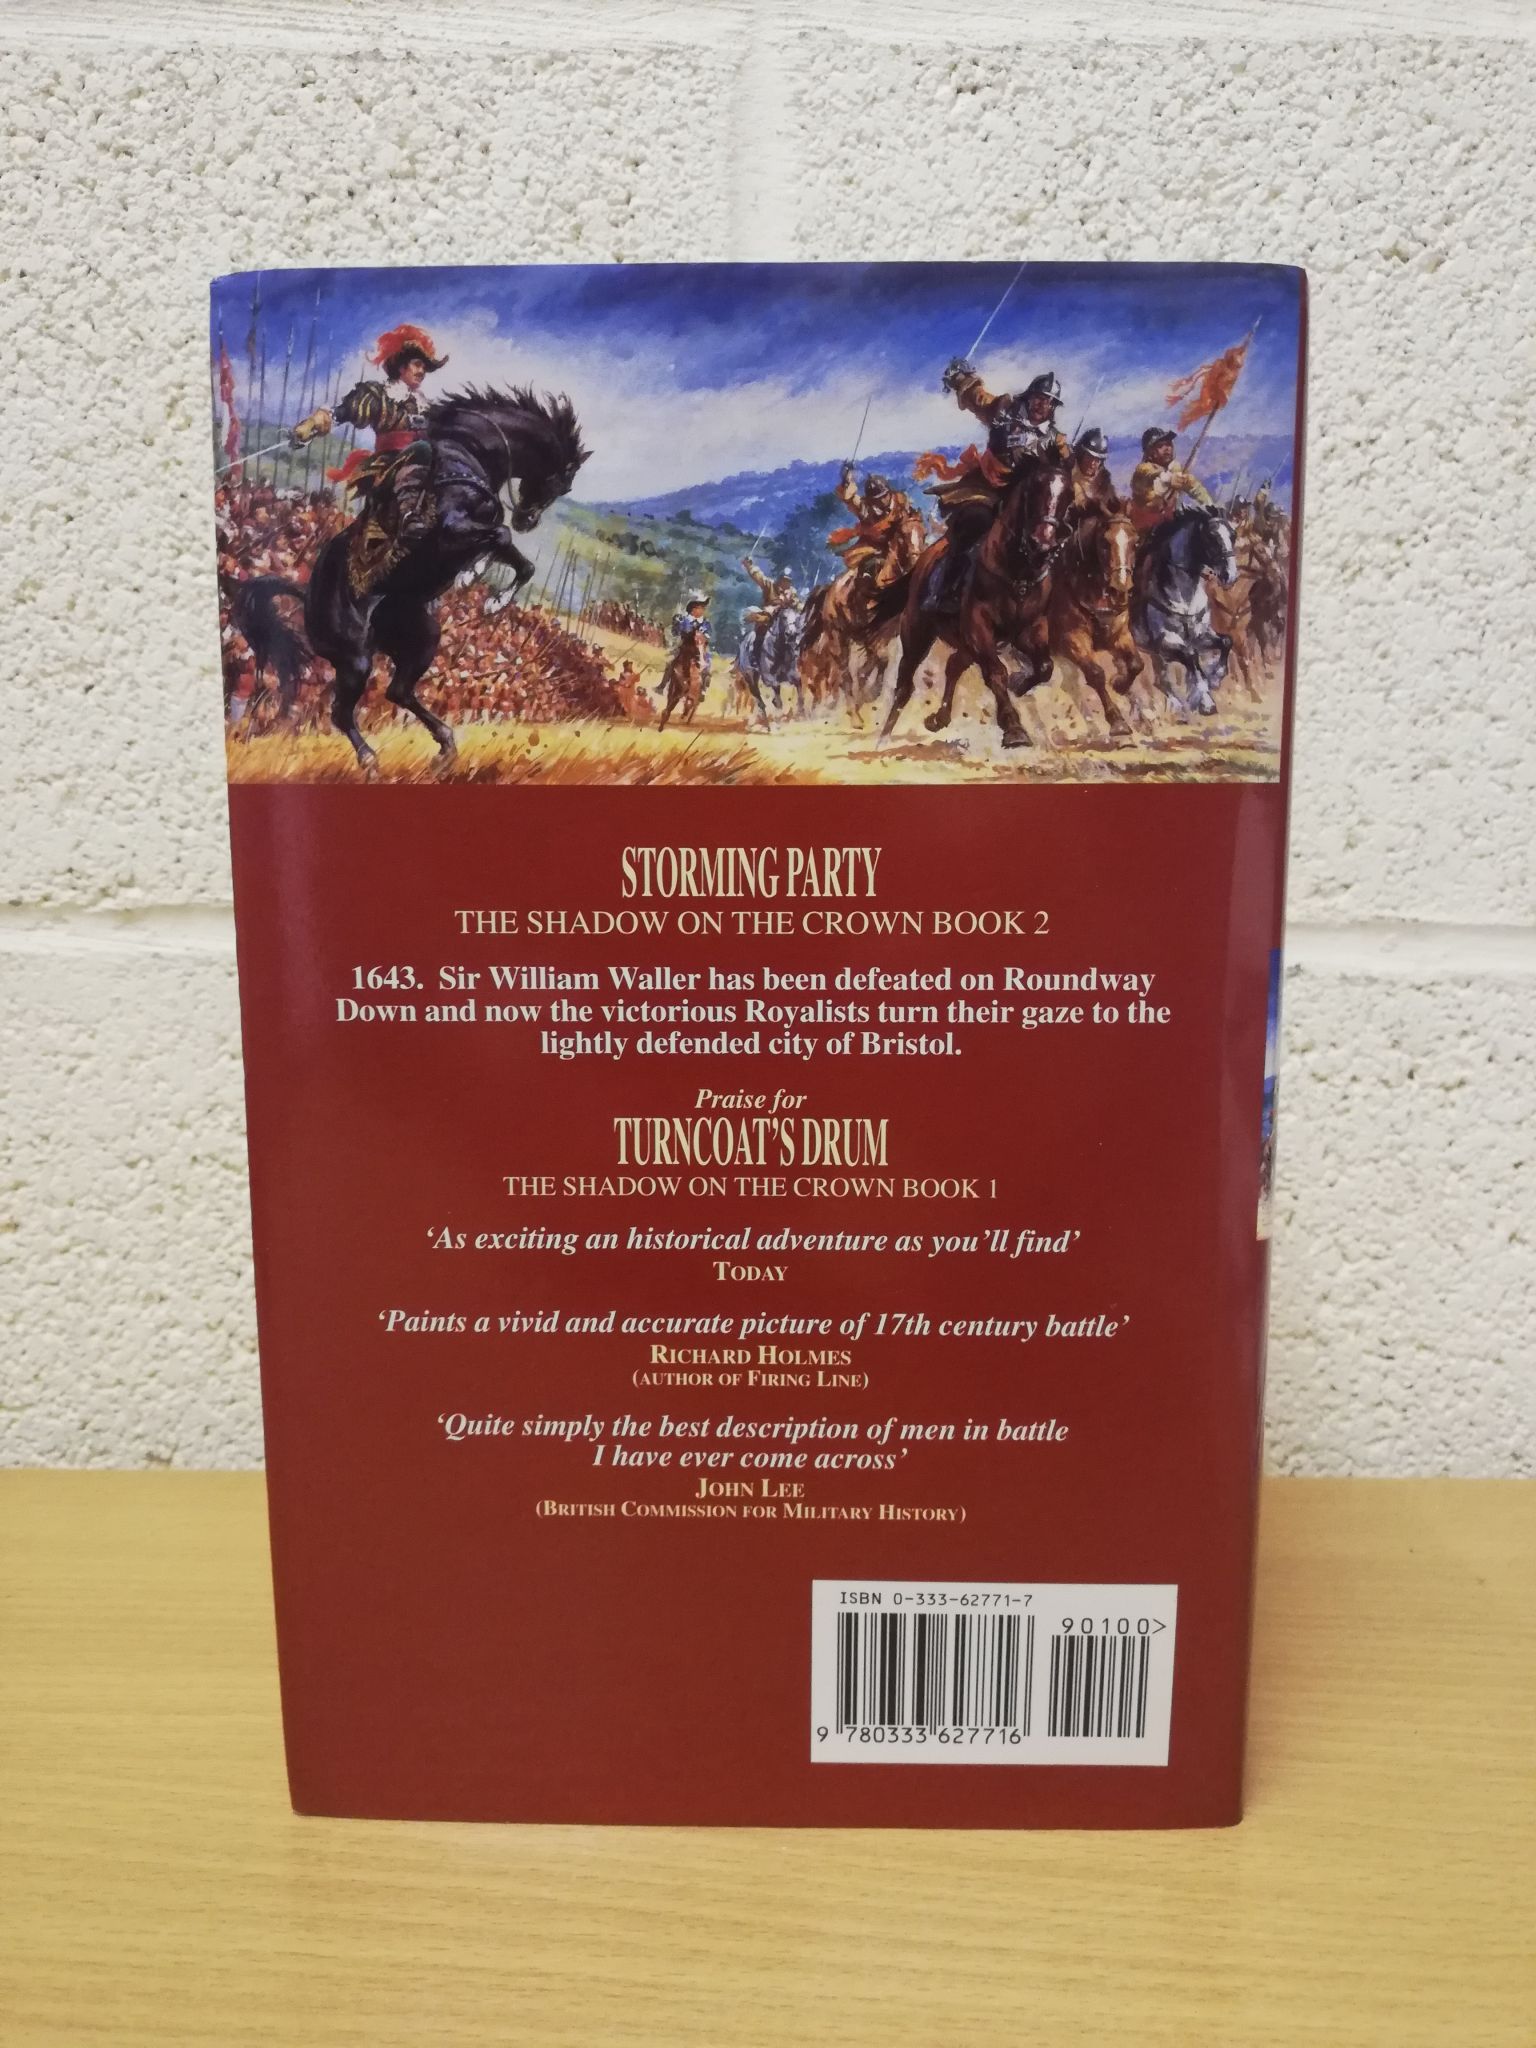 STORMING PARTY
THE SHADOW ON THE CROWN BOOK 2
1643. Sir William Waller has been defeated on Roundway
Down and now the victorious Royalists turn their gaze to the
lightly defended city of Bristol.
Praise for
TURNCOAT'S DRUM
THE SHADOW ON THE CROWN BOOK 1
‘As exciting an historical adventure as you’ll find’
TODAY
‘Paints a vivid and accurate picture of 17th century battle’
RICHARD HOLMES
(AUTHOR OF FIRING LINE)
‘Quite simply the best description of men in battle
I have ever come across’
JOHN LEE
(BRITISH COMMISSION FOR MILITARY HISTORY)
ISBN 0-333-62771-7
90100>
9 780333 627716